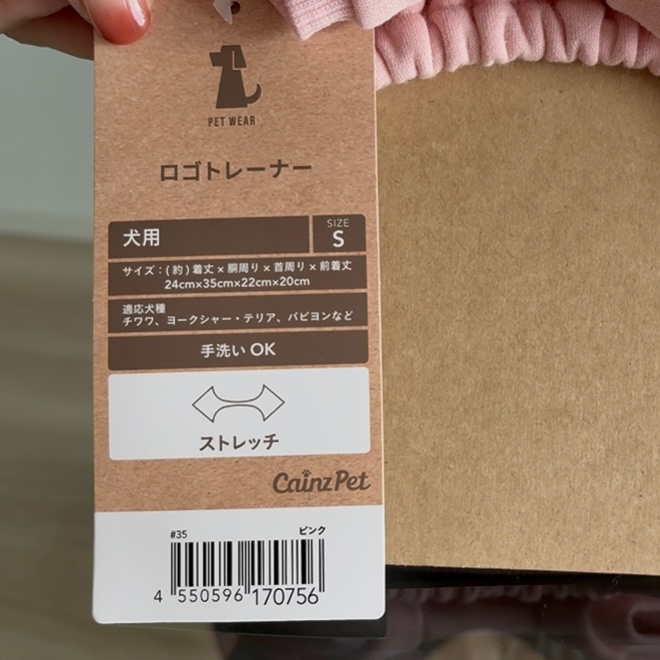 PET WEAR
ロゴトレーナー
犬用
SIZE
S
サイズ：(約)着丈×胴周り×首周り×前着丈
24cm×35cm×22cm×20cm
適応犬種
チワワ、ヨークシャー・テリア、パピヨンなど
手洗い OK
ストレッチ
CainzPet
#35 ピンク
4 550596 170756